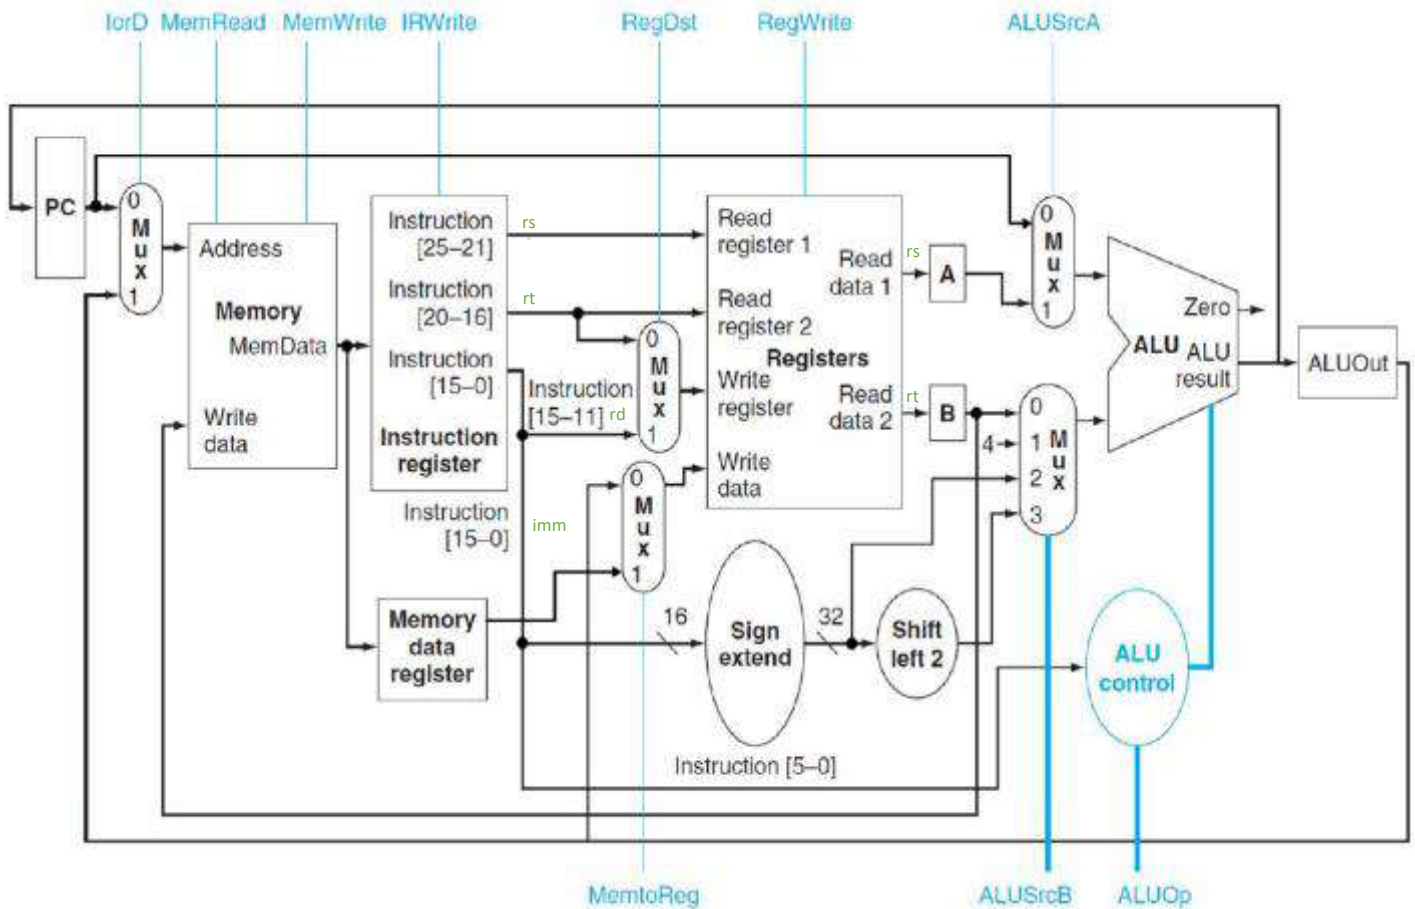 IorD MemRead MemWrite IRWrite RegDst RegWrite ALUSrcA
PC
0
M
u
x
1
Address
Memory
MemData
Write
data
Instruction
[25–21]
Instruction
[20–16]
Instruction
[15–0]
Instruction
register
rs
rt
Instruction
[15–11] rd
Instruction
[15–0]
imm
0
M
u
x
1
0
M
u
x
1
Memory
data
register
Read
register 1
Read
register 2
Registers
Write
register
Write
data
Read
data 1
Read
data 2
rs
A
rt
B
16
Sign
extend
32
Shift
left 2
0
M
u
x
1
4
0
1
2
3
M
u
x
Zero
ALU
ALU
result
ALUOut
ALU
control
Instruction [5–0]
MemtoReg ALUSrcB ALUOp